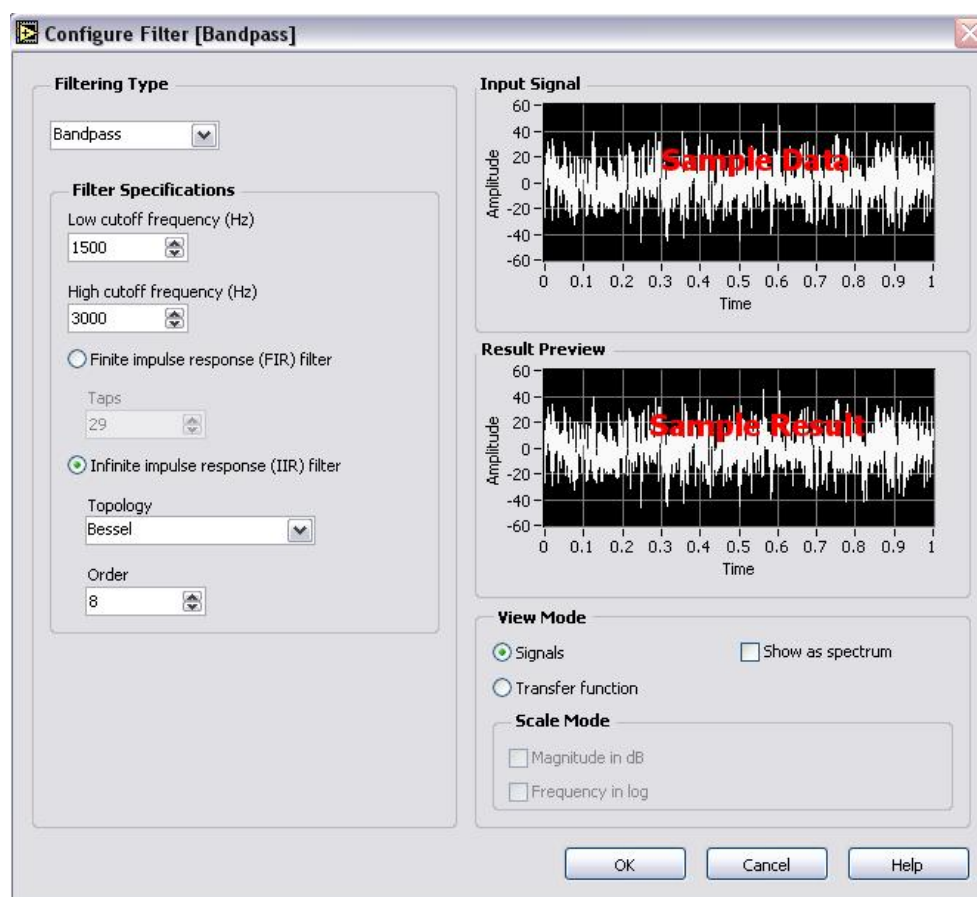 Configure Filter [Bandpass]
Filtering Type
Bandpass
Filter Specifications
Low cutoff frequency (Hz)
1500
High cutoff frequency (Hz)
3000
Finite impulse response (FIR) filter
Taps
29
Infinite impulse response (IIR) filter
Topology
Bessel
Order
8
Input Signal
Amplitude
60
40
20
0
-20
-40
-60
Sample Data
0 0.1 0.2 0.3 0.4 0.5 0.6 0.7 0.8 0.9 1
Time
Result Preview
Amplitude
60
40
20
0
-20
-40
-60
Sample Result
0 0.1 0.2 0.3 0.4 0.5 0.6 0.7 0.8 0.9 1
Time
View Mode
Signals Show as spectrum
Transfer function
Scale Mode
Magnitude in dB
Frequency in log
OK Cancel Help